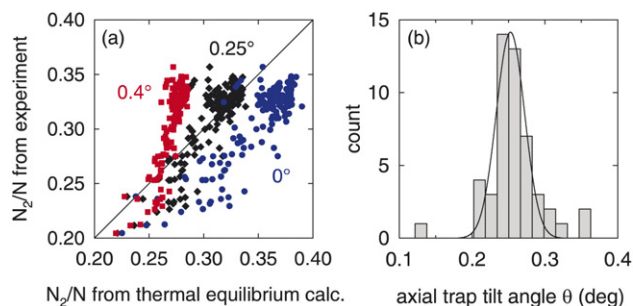 (a)
0.25°
0.4°
0°
0.40
0.35
0.30
0.25
0.20
N₂/N from experiment
0.20 0.25 0.30 0.35 0.40
N₂/N from thermal equilibrium calc.
(b)
15
10
5
0
count
0.1 0.2 0.3 0.4
axial trap tilt angle θ (deg)